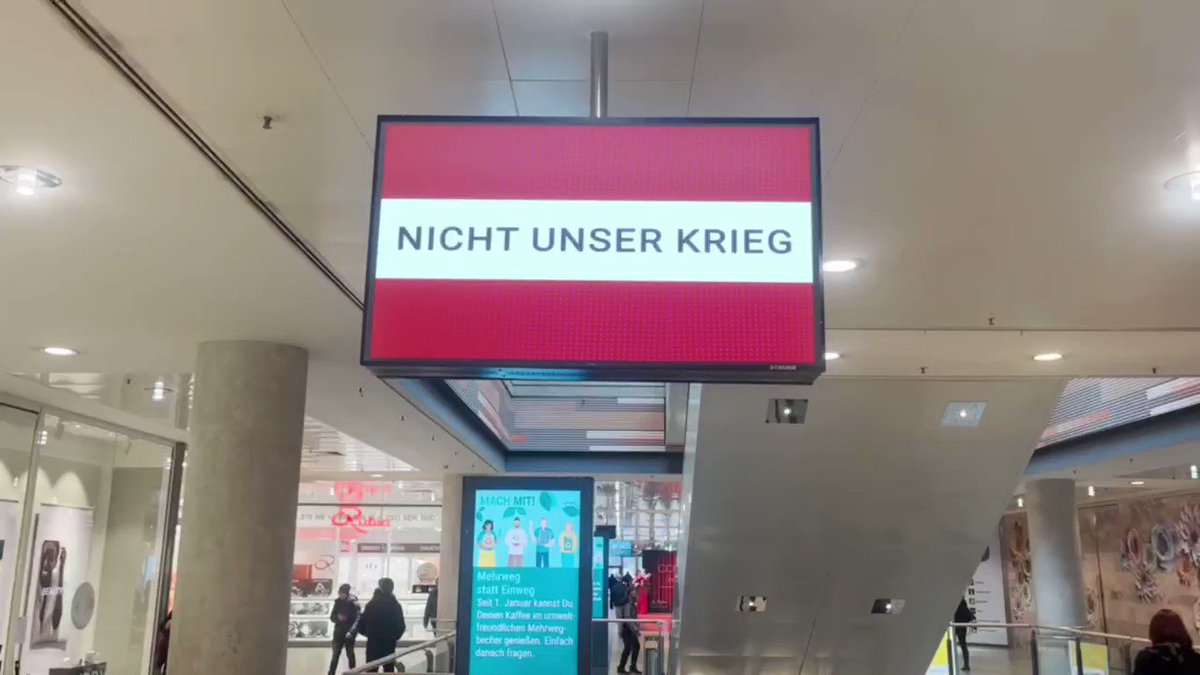 NICHT UNSER KRIEG
MACH MIT!
Mehrweg
statt Einweg
Seit 1. Januar kannst Du
Deinen Kaffee im umwelt-
freundlichen Mehrweg-
becher genießen. Einfach
danach fragen.